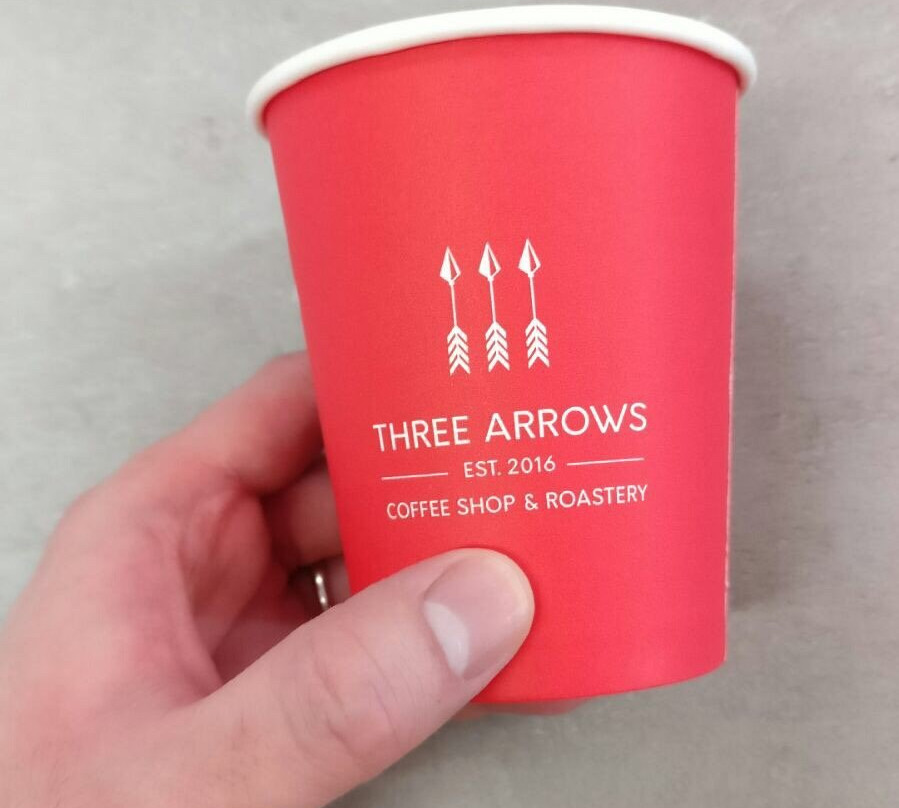 THREE ARROWS
EST. 2016
COFFEE SHOP & ROASTERY